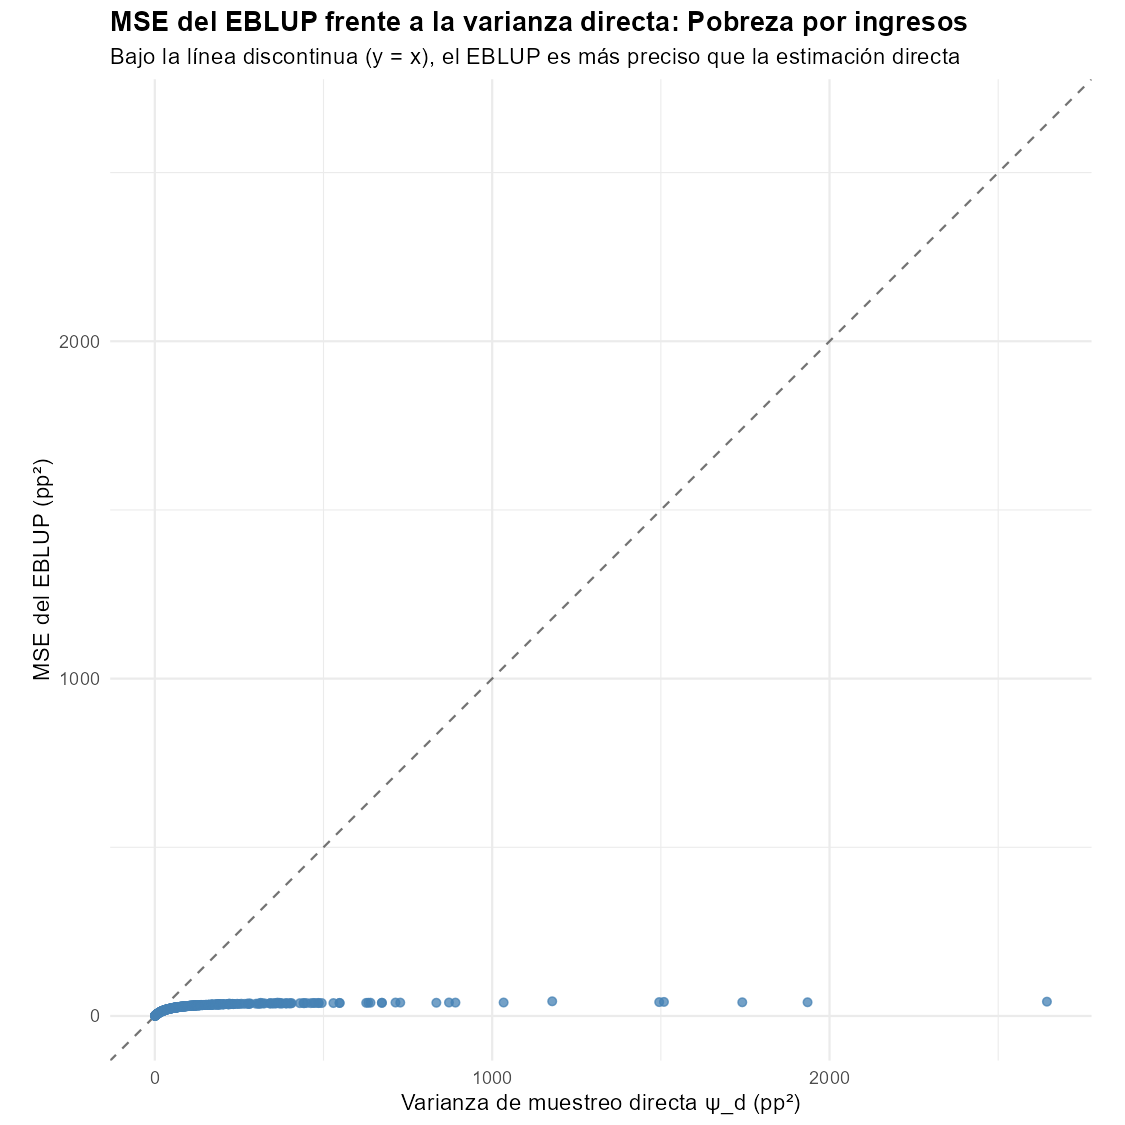 MSE del EBLUP frente a la varianza directa: Pobreza por ingresos
Bajo la línea discontinua (y = x), el EBLUP es más preciso que la estimación directa
MSE del EBLUP (pp²)
2000
1000
0
0 1000 2000
Varianza de muestreo directa ψ_d (pp²)